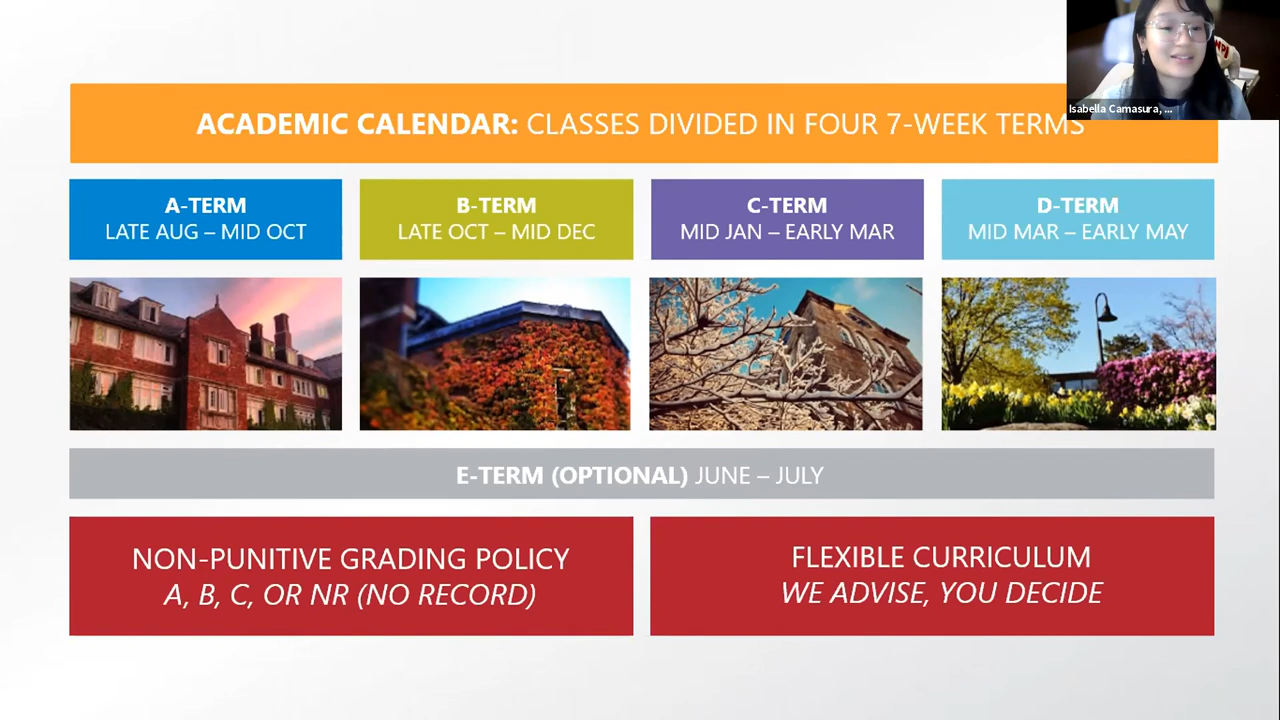 Isabella Camasura, ...
ACADEMIC CALENDAR: CLASSES DIVIDED IN FOUR 7-WEEK TERMS
A-TERM
LATE AUG – MID OCT
B-TERM
LATE OCT – MID DEC
C-TERM
MID JAN – EARLY MAR
D-TERM
MID MAR – EARLY MAY
E-TERM (OPTIONAL) JUNE – JULY
NON-PUNITIVE GRADING POLICY
A, B, C, OR NR (NO RECORD)
FLEXIBLE CURRICULUM
WE ADVISE, YOU DECIDE